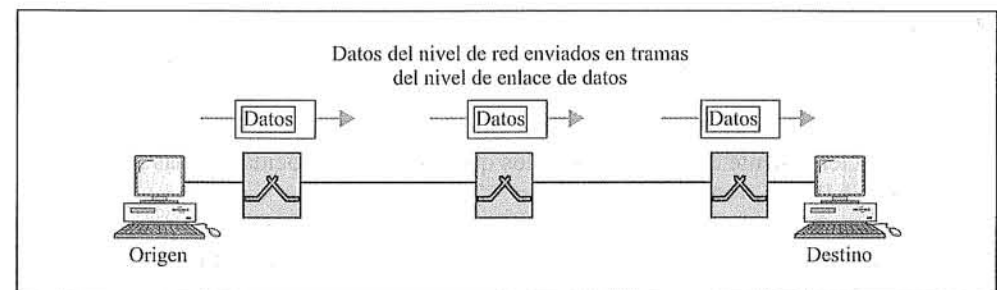 Datos del nivel de red enviados en tramas
del nivel de enlace de datos
Datos
Datos
Datos
Origen
Destino